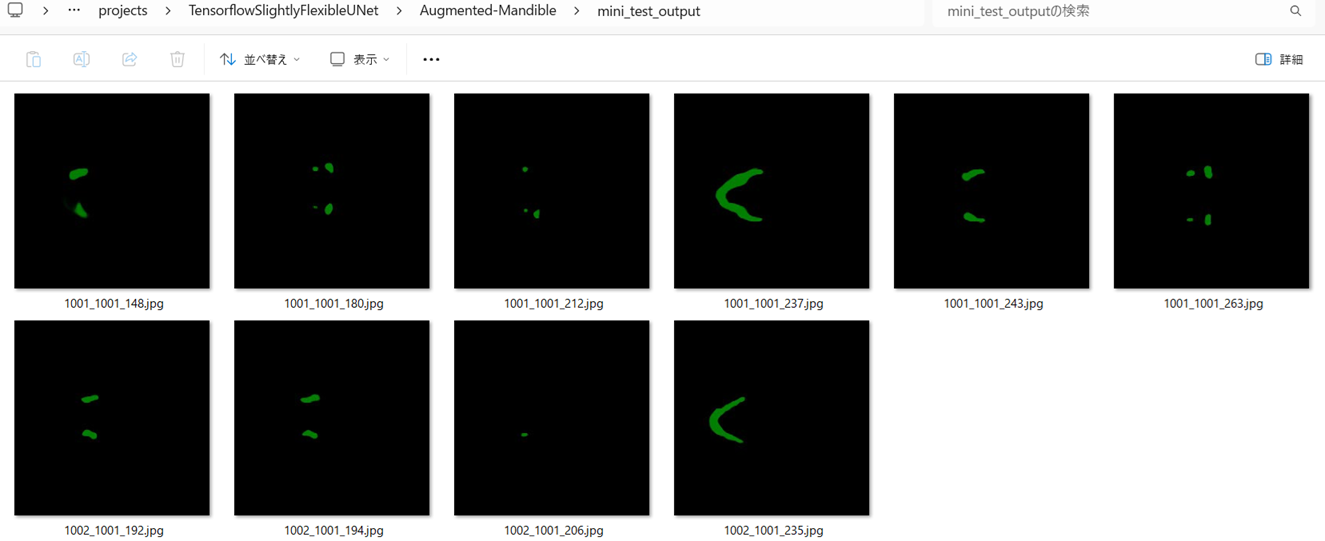 … projects > TensorflowSlightlyFlexibleUNet > Augmented-Mandible > mini_test_output mini_test_outputの検索
並べ替え 表示 … 詳細
1001_1001_148.jpg 1001_1001_180.jpg 1001_1001_212.jpg 1001_1001_237.jpg 1001_1001_243.jpg 1001_1001_263.jpg
1002_1001_192.jpg 1002_1001_194.jpg 1002_1001_206.jpg 1002_1001_235.jpg